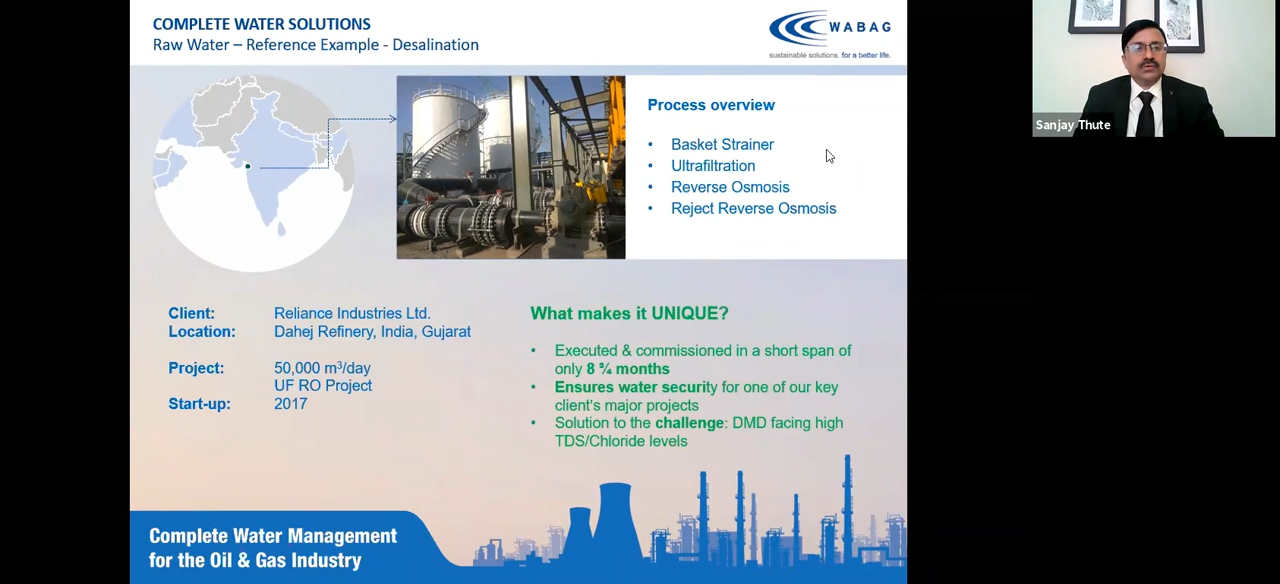 COMPLETE WATER SOLUTIONS
Raw Water – Reference Example - Desalination
WABAG
sustainable solutions. for a better life.
Sanjay Thute
Process overview
• Basket Strainer
• Ultrafiltration
• Reverse Osmosis
• Reject Reverse Osmosis
Client: Reliance Industries Ltd.
Location: Dahej Refinery, India, Gujarat
Project: 50,000 m³/day
UF RO Project
Start-up: 2017
What makes it UNIQUE?
• Executed & commissioned in a short span of
only 8 ¾ months
• Ensures water security for one of our key
client's major projects
• Solution to the challenge: DMD facing high
TDS/Chloride levels
Complete Water Management
for the Oil & Gas Industry